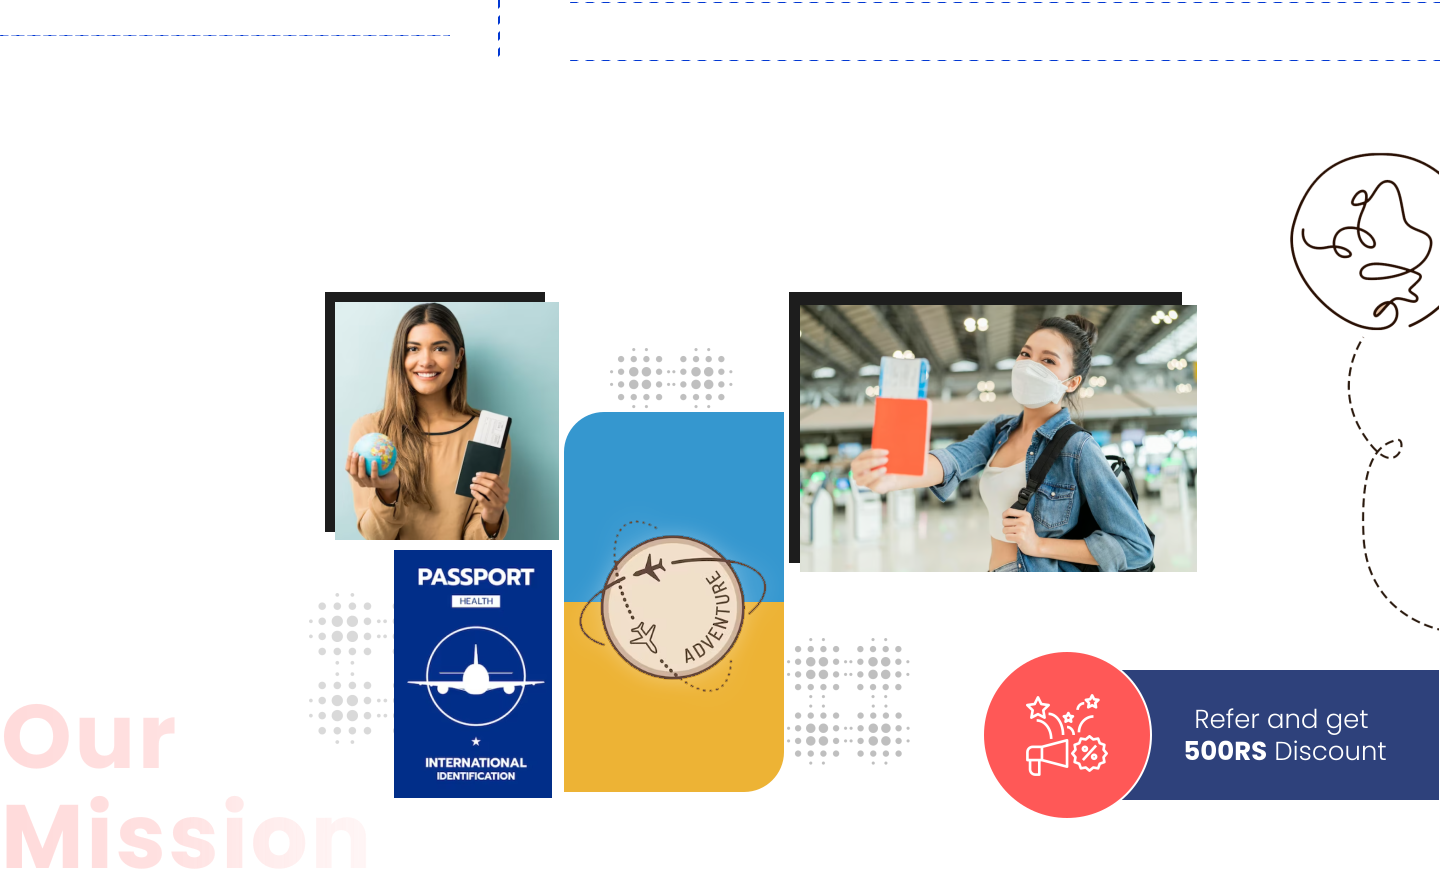 PASSPORT
HEALTH
INTERNATIONAL
IDENTIFICATION
ADVENTURE
Refer and get
500RS Discount
Our
Mission